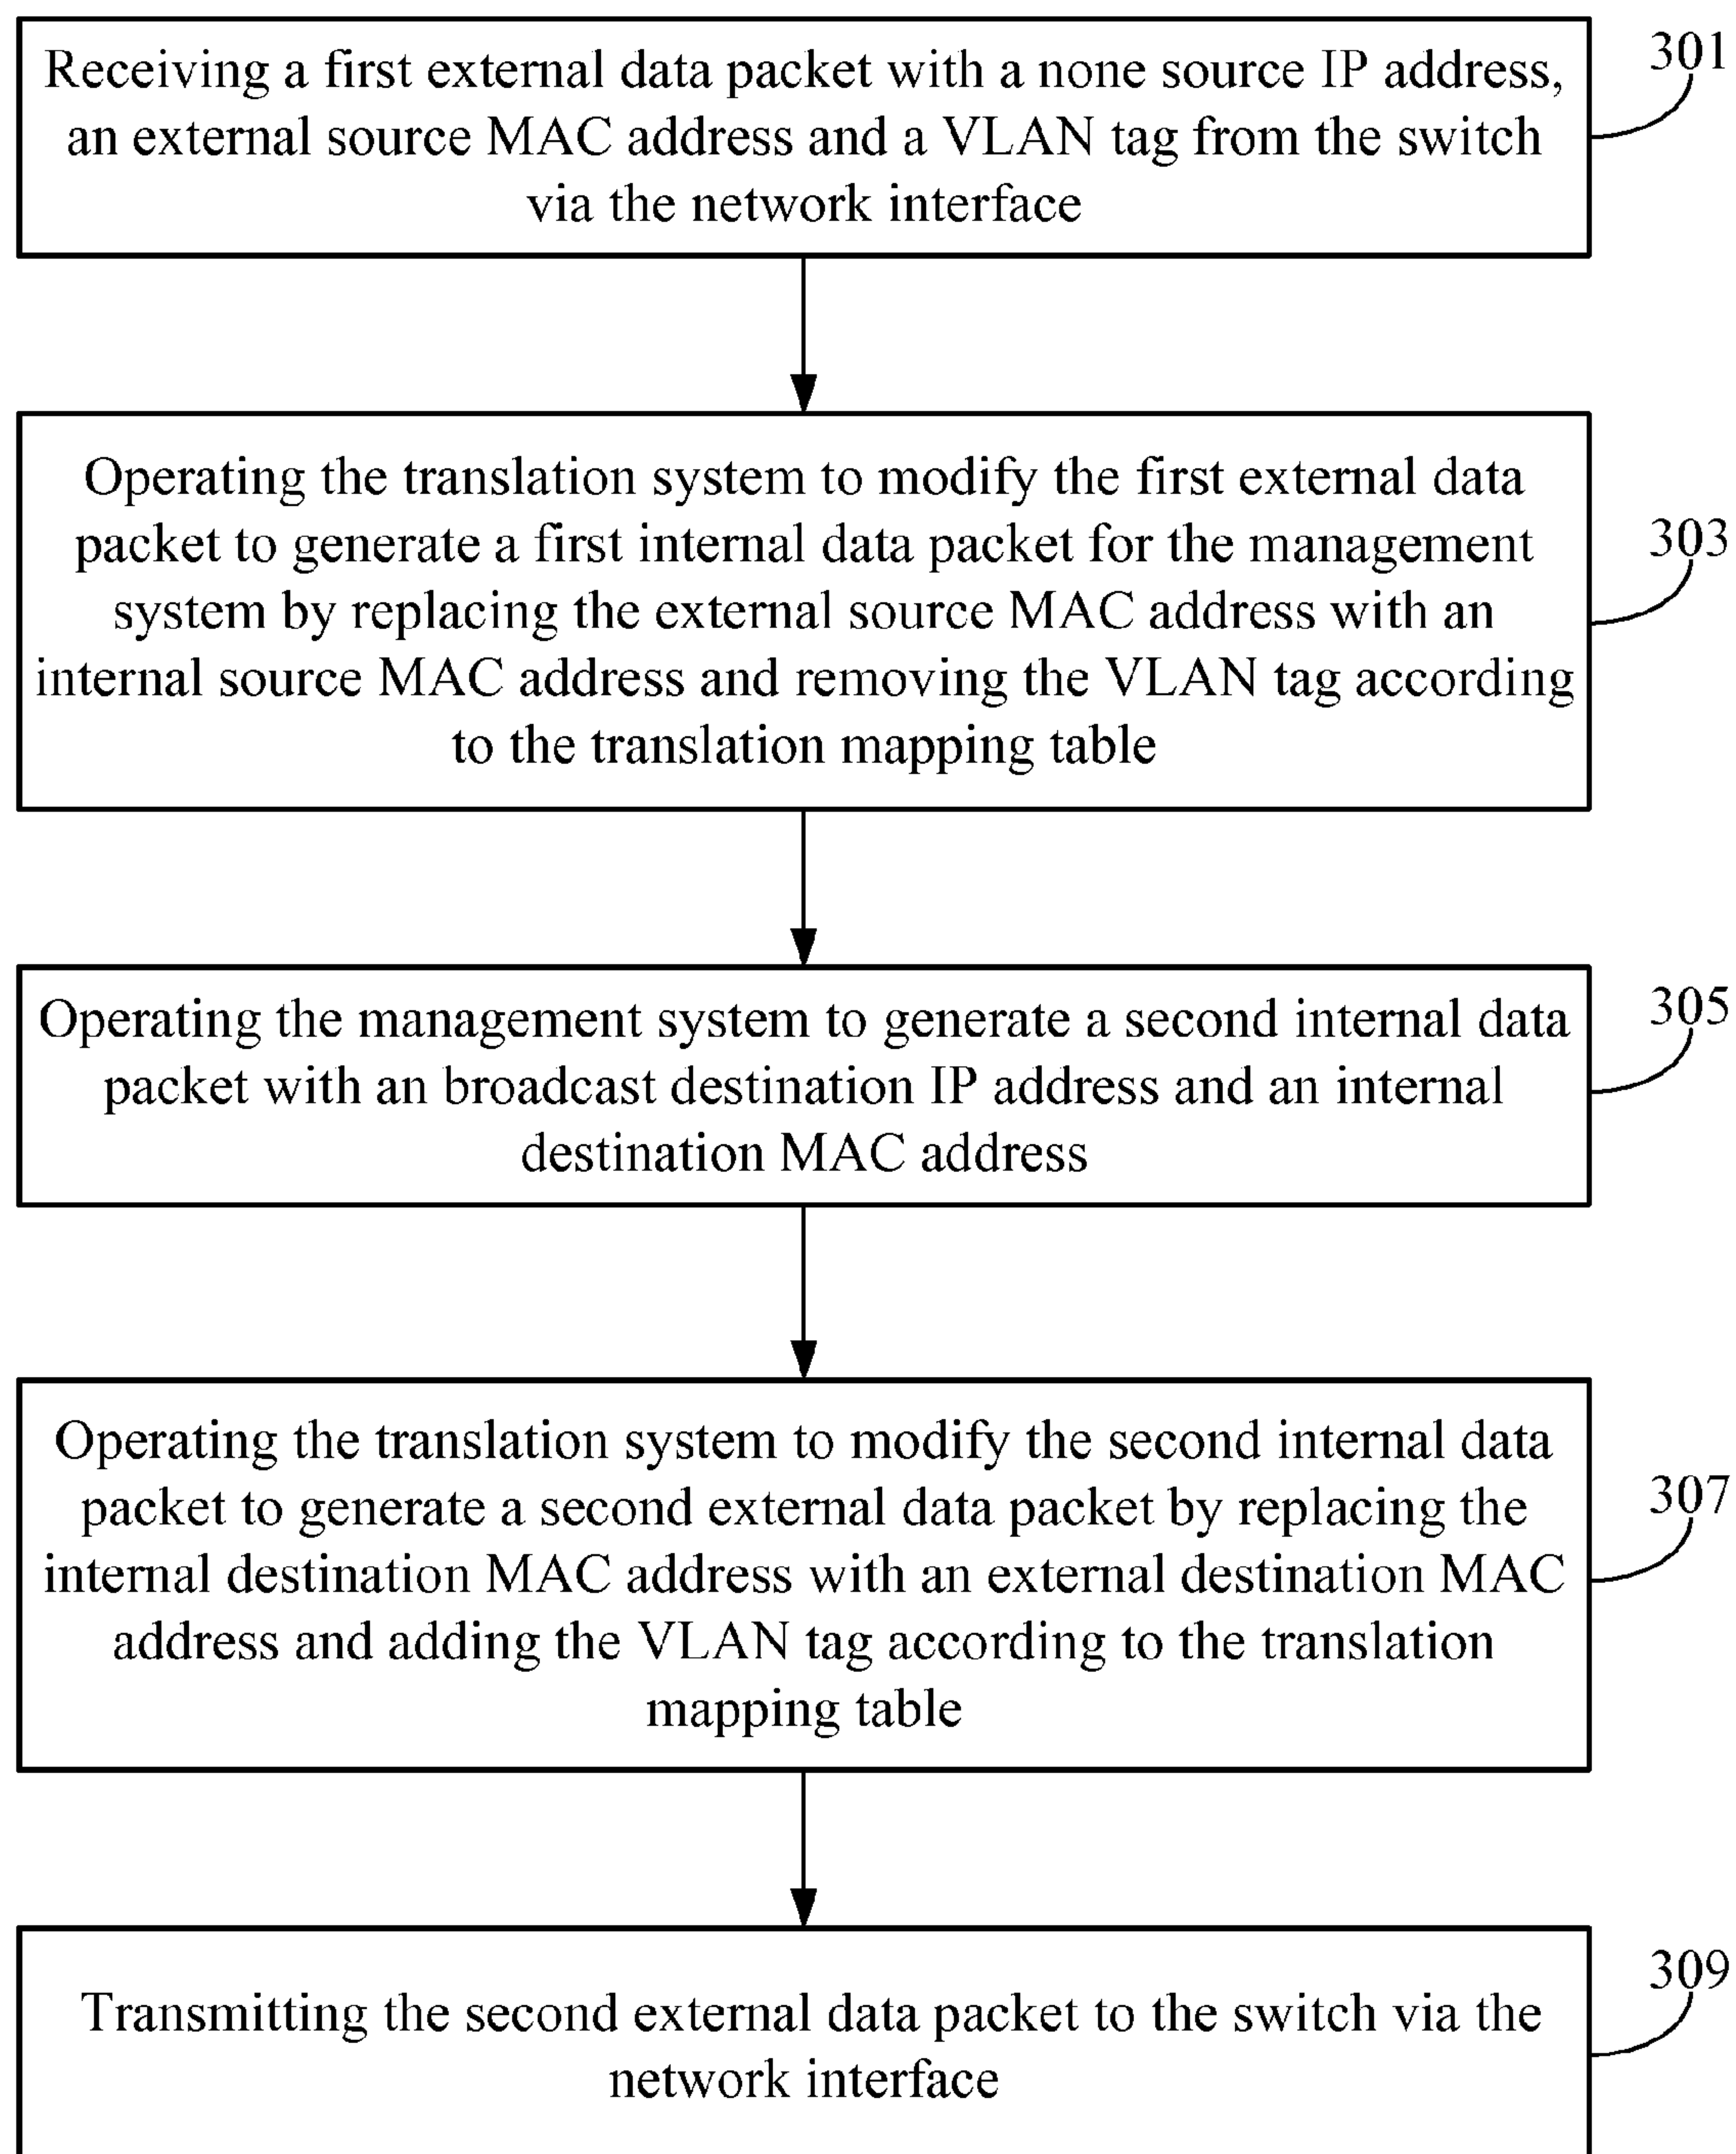 Receiving a first external data packet with a none source IP address,
an external source MAC address and a VLAN tag from the switch
via the network interface
301
Operating the translation system to modify the first external data
packet to generate a first internal data packet for the management
system by replacing the external source MAC address with an
internal source MAC address and removing the VLAN tag according
to the translation mapping table
303
Operating the management system to generate a second internal data
packet with an broadcast destination IP address and an internal
destination MAC address
305
Operating the translation system to modify the second internal data
packet to generate a second external data packet by replacing the
internal destination MAC address with an external destination MAC
address and adding the VLAN tag according to the translation
mapping table
307
Transmitting the second external data packet to the switch via the
network interface
309